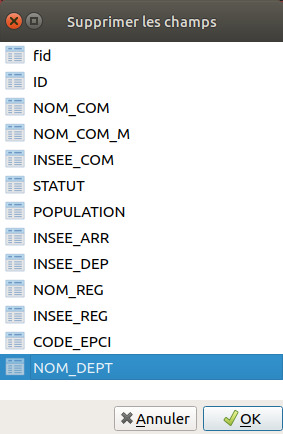 Supprimer les champs
fid
ID
NOM_COM
NOM_COM_M
INSEE_COM
STATUT
POPULATION
INSEE_ARR
INSEE_DEP
NOM_REG
INSEE_REG
CODE_EPCI
NOM_DEPT
Annuler
OK